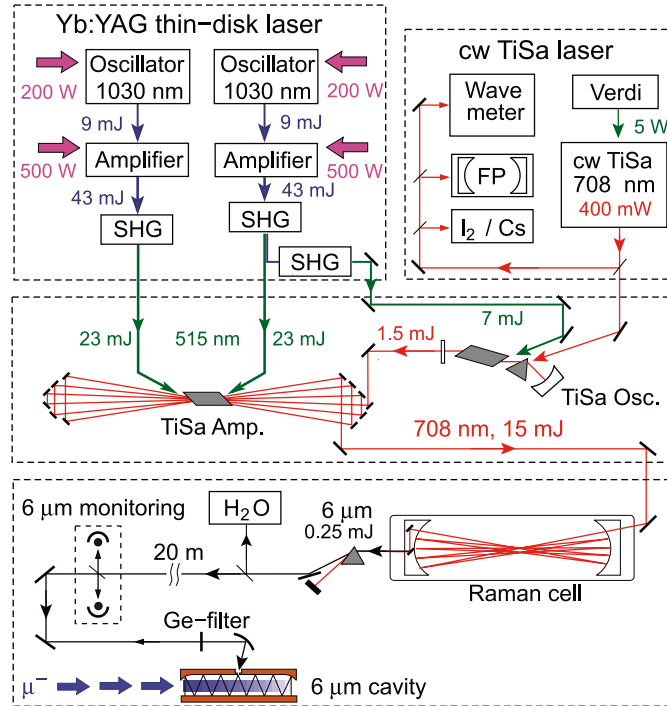 Yb:YAG thin-disk laser
Oscillator
1030 nm
200 W
9 mJ
Amplifier
500 W
43 mJ
SHG
Oscillator
1030 nm
200 W
9 mJ
Amplifier
500 W
43 mJ
SHG
SHG
cw TiSa laser
Wave
meter
FP
I₂ / Cs
Verdi
5 W
cw TiSa
708 nm
400 mW
23 mJ
515 nm
23 mJ
7 mJ
1.5 mJ
TiSa Osc.
TiSa Amp.
708 nm, 15 mJ
6 µm monitoring
H₂O
6 µm
0.25 mJ
20 m
Raman cell
Ge-filter
µ⁻
6 µm cavity